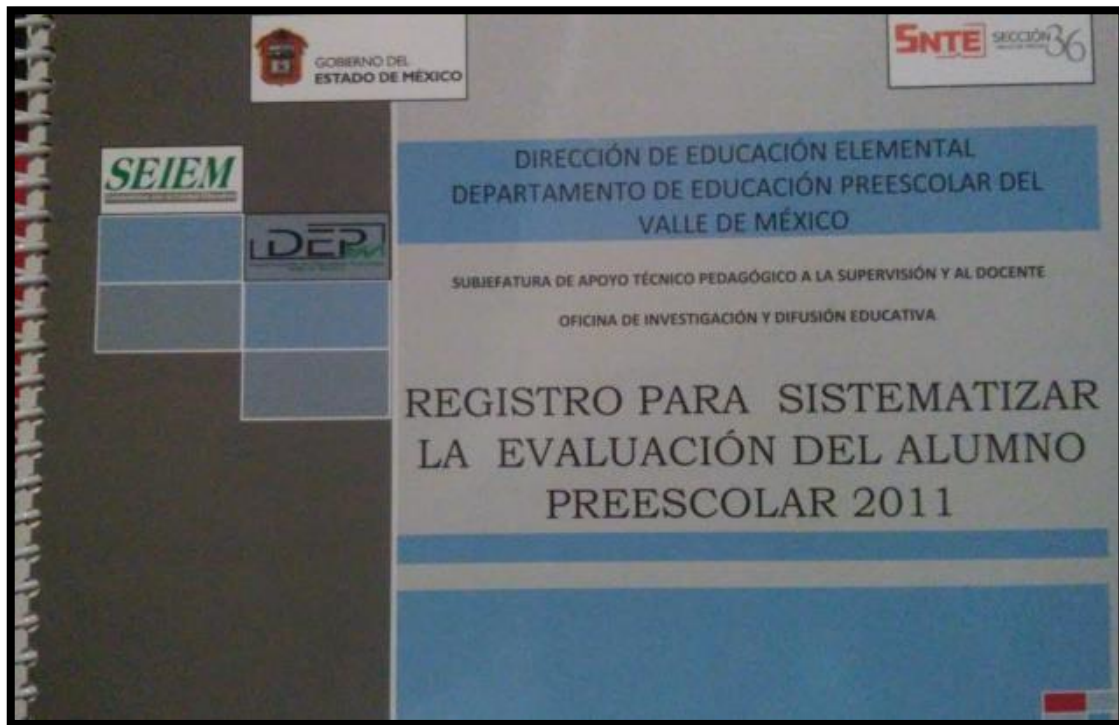 GOBIERNO DEL
ESTADO DE MÉXICO
SNTE SECCIÓN 36
SEIEM
DEP
DIRECCIÓN DE EDUCACIÓN ELEMENTAL
DEPARTAMENTO DE EDUCACIÓN PREESCOLAR DEL
VALLE DE MÉXICO
SUBJEFATURA DE APOYO TÉCNICO PEDAGÓGICO A LA SUPERVISIÓN Y AL DOCENTE
OFICINA DE INVESTIGACIÓN Y DIFUSIÓN EDUCATIVA
REGISTRO PARA SISTEMATIZAR
LA EVALUACIÓN DEL ALUMNO
PREESCOLAR 2011